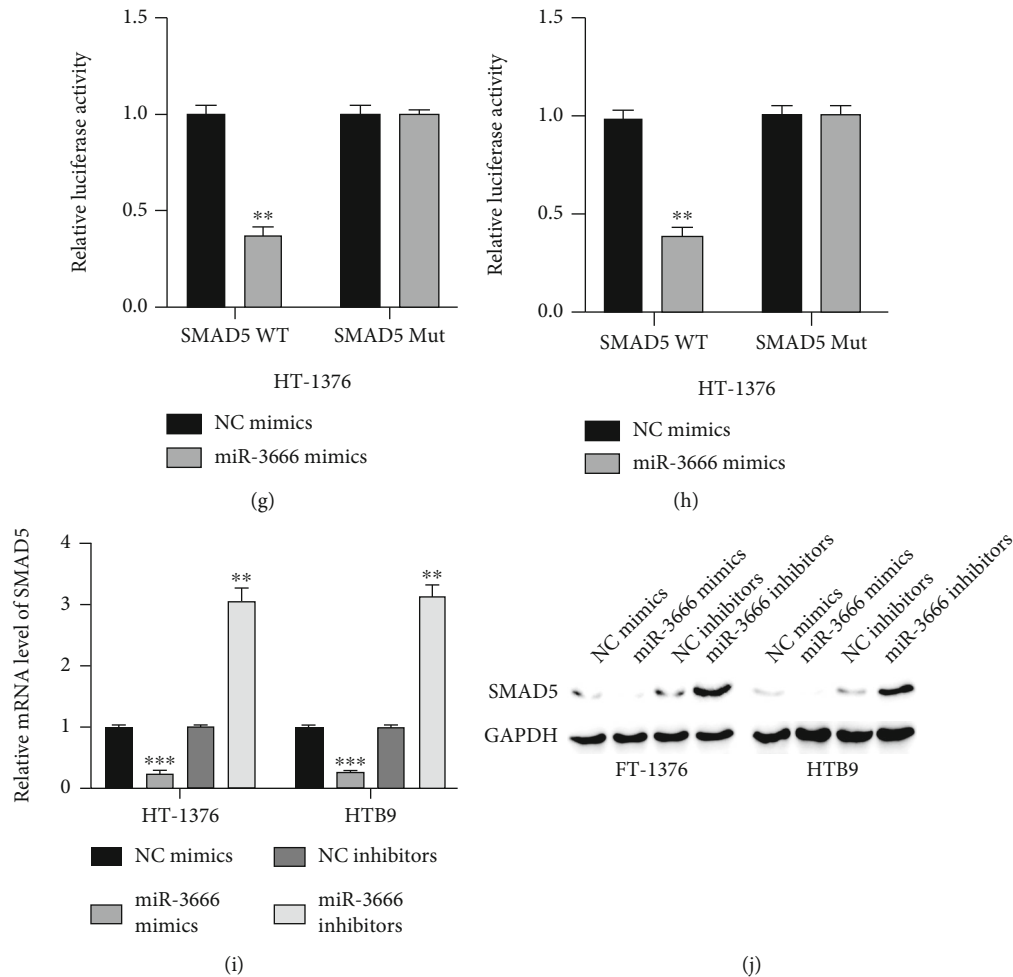 1.5
1.0
0.5
0.0
Relative luciferase activity
**
SMAD5 WT SMAD5 Mut
HT-1376
NC mimics
miR-3666 mimics
(g)
1.5
1.0
0.5
0.0
Relative luciferase activity
**
SMAD5 WT SMAD5 Mut
HT-1376
NC mimics
miR-3666 mimics
(h)
4
3
2
1
0
Relative mRNA level of SMAD5
*** ** *** **
HT-1376 HTB9
NC mimics NC inhibitors
miR-3666 miR-3666
mimics inhibitors
(i)
NC mimics
miR-3666 mimics
NC inhibitors
miR-3666 inhibitors
NC mimics
miR-3666 mimics
NC inhibitors
miR-3666 inhibitors
SMAD5
GAPDH
FT-1376 HTB9
(j)